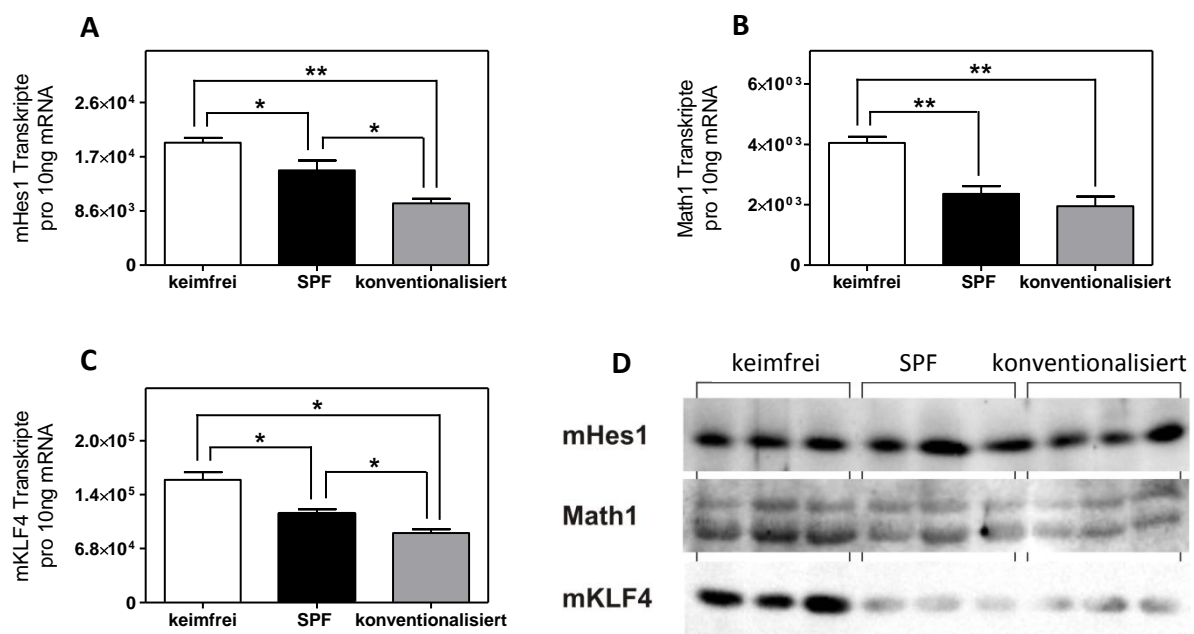 A
mHes1 Transkripte
pro 10ng mRNA
2.6×10⁴
1.7×10⁴
8.6×10³
0
**
*
*
keimfrei SPF konventionalisiert
B
Math1 Transkripte
pro 10ng mRNA
6×10⁰³
4×10⁰³
2×10⁰³
0
**
**
keimfrei SPF konventionalisiert
C
mKLF4 Transkripte
pro 10ng mRNA
2.0×10⁵
1.4×10⁵
6.8×10⁴
0
*
*
*
keimfrei SPF konventionalisiert
D
keimfrei SPF konventionalisiert
mHes1
Math1
mKLF4